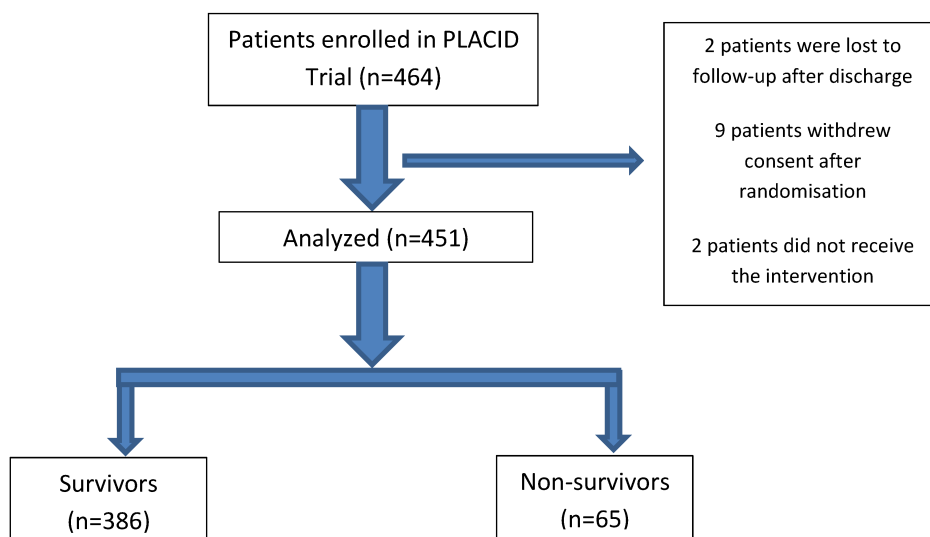 Patients enrolled in PLACID
Trial (n=464)
2 patients were lost to
follow-up after discharge
9 patients withdrew
consent after
randomisation
2 patients did not receive
the intervention
Analyzed (n=451)
Survivors
(n=386)
Non-survivors
(n=65)